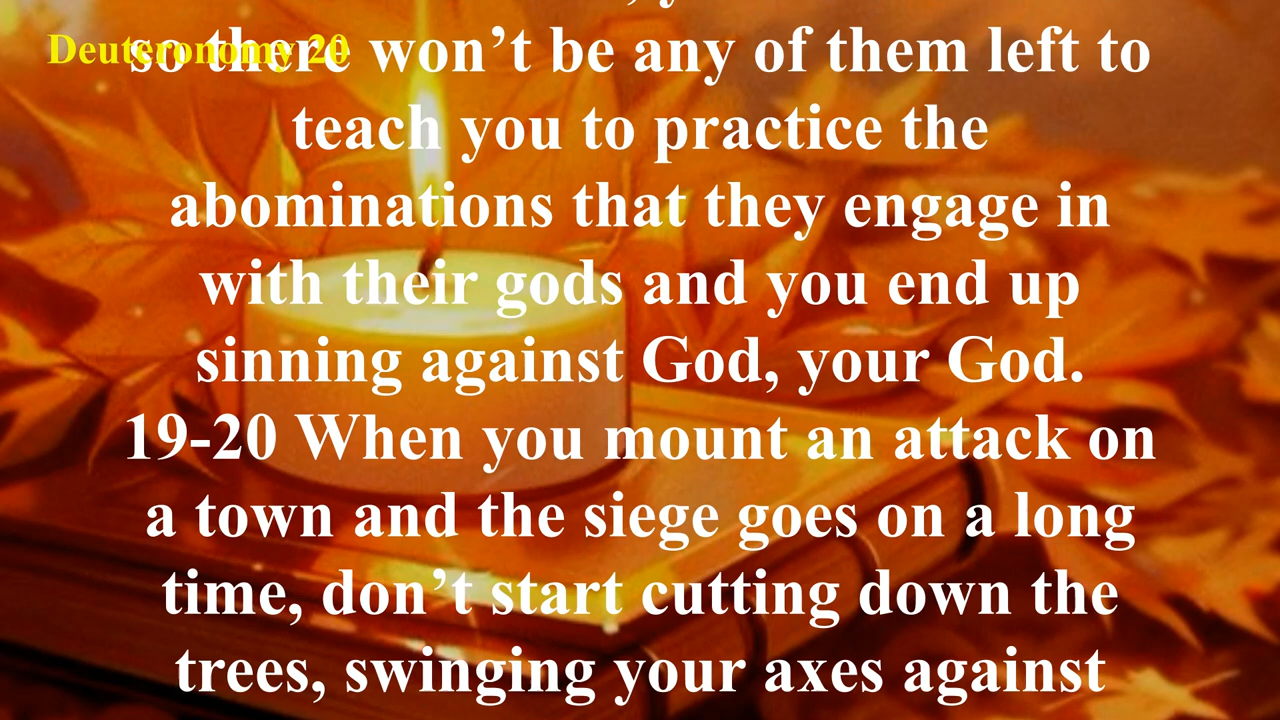 Deuteronomy 20
so there won’t be any of them left to
teach you to practice the
abominations that they engage in
with their gods and you end up
sinning against God, your God.
19-20 When you mount an attack on
a town and the siege goes on a long
time, don’t start cutting down the
trees, swinging your axes against